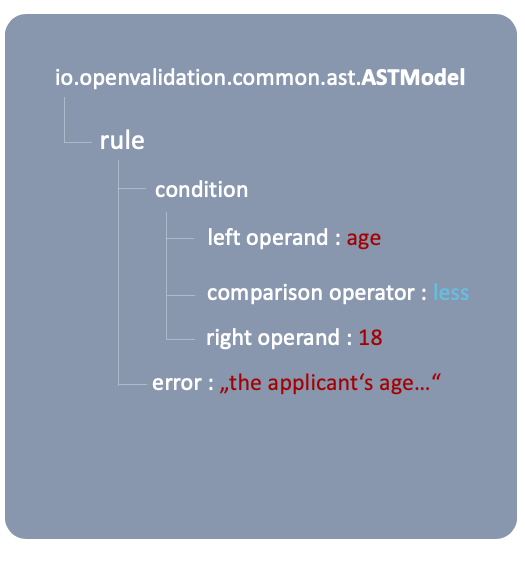 io.openvalidation.common.ast.ASTModel
rule
condition
left operand : age
comparison operator : less
right operand : 18
error : „the applicant‘s age…“